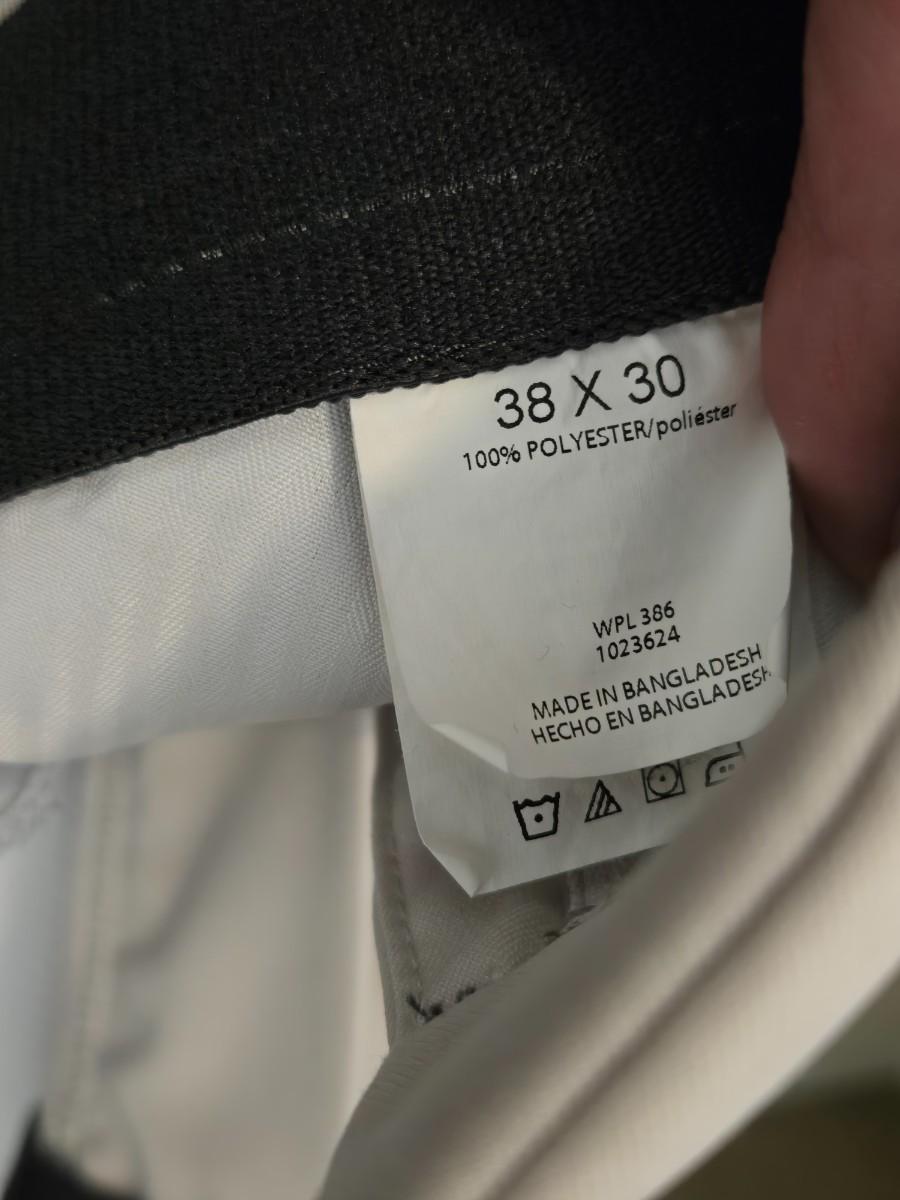 38 X 30
100% POLYESTER/poliéster
WPL 386
1023624
MADE IN BANGLADESH
HECHO EN BANGLADESH